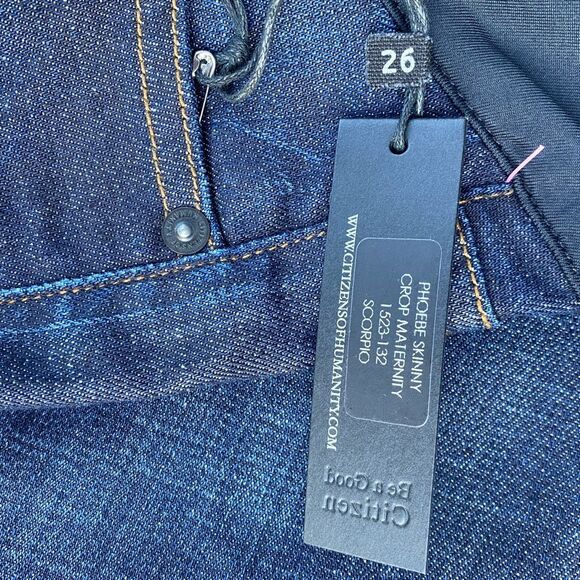 26
WWW.CITIZENSOFHUMANITY.COM
PHOEBE SKINNY
CROP MATERNITY
1523-132
SCORPIO
Be a Good
Citizen